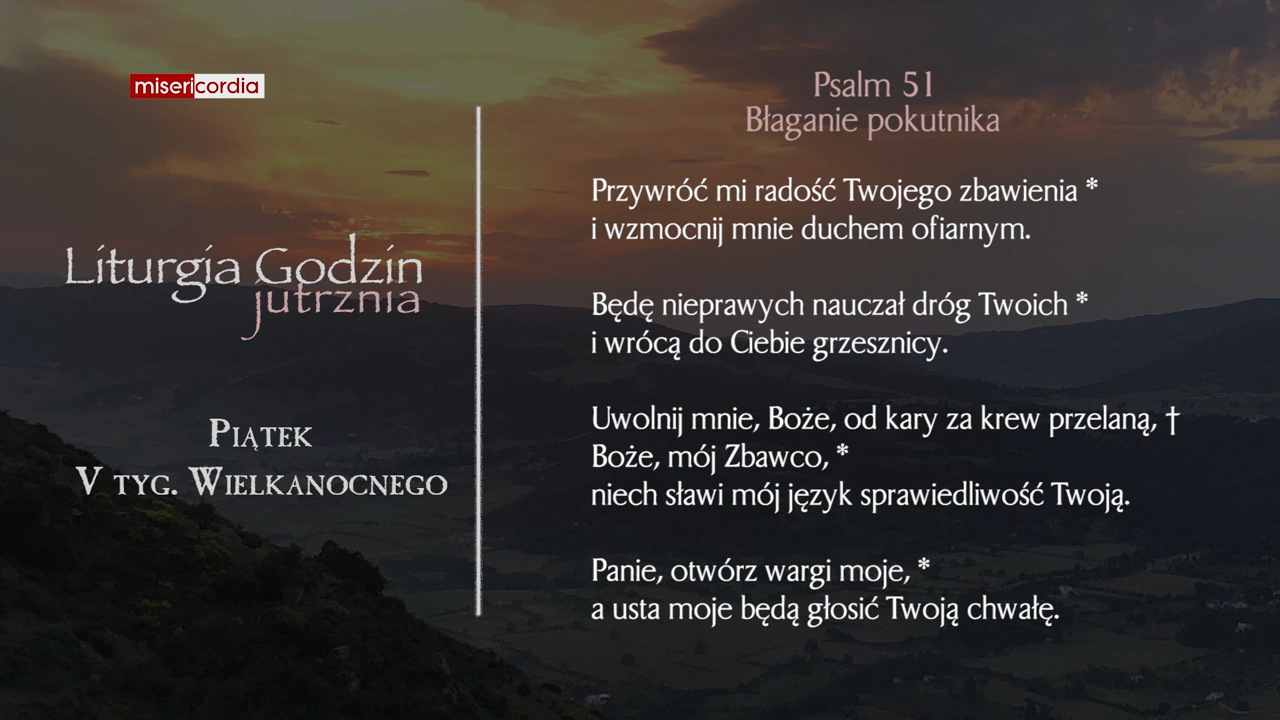 misericordia
Liturgia Godzin
jutrznia
Piątek
V tyg. Wielkanocnego
Psalm 51
Błaganie pokutnika
Przywróć mi radość Twojego zbawienia *
i wzmocnij mnie duchem ofiarnym.
Będę nieprawych nauczał dróg Twoich *
i wrócą do Ciebie grzesznicy.
Uwolnij mnie, Boże, od kary za krew przelaną, †
Boże, mój Zbawco, *
niech sławi mój język sprawiedliwość Twoją.
Panie, otwórz wargi moje, *
a usta moje będą głosić Twoją chwałę.